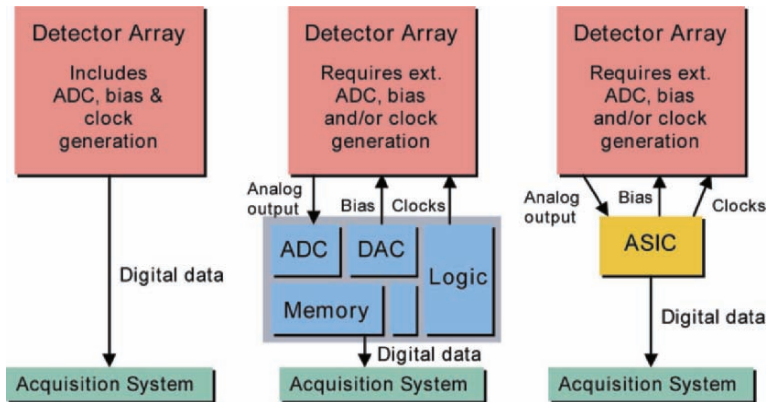 Detector Array
Includes
ADC, bias &
clock
generation
Digital data
Acquisition System
Detector Array
Requires ext.
ADC, bias
and/or clock
generation
Analog
output
Bias
Clocks
ADC
DAC
Logic
Memory
Digital data
Acquisition System
Detector Array
Requires ext.
ADC, bias
and/or clock
generation
Analog
output
Bias
Clocks
ASIC
Digital data
Acquisition System